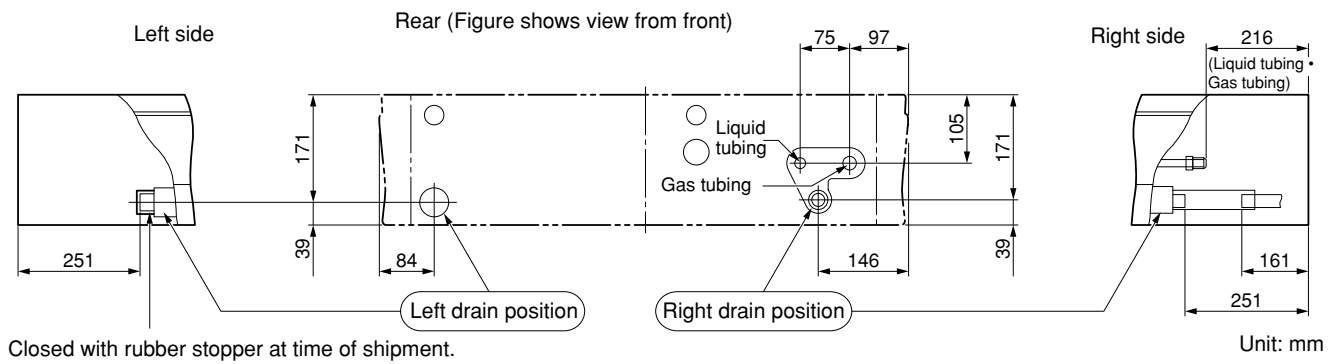 Rear (Figure shows view from front)
Left side
Right side
75
97
216
(Liquid tubing •
Gas tubing)
171
39
251
Liquid
tubing
Gas tubing
105
171
39
84
146
161
251
Left drain position
Right drain position
Closed with rubber stopper at time of shipment.
Unit: mm